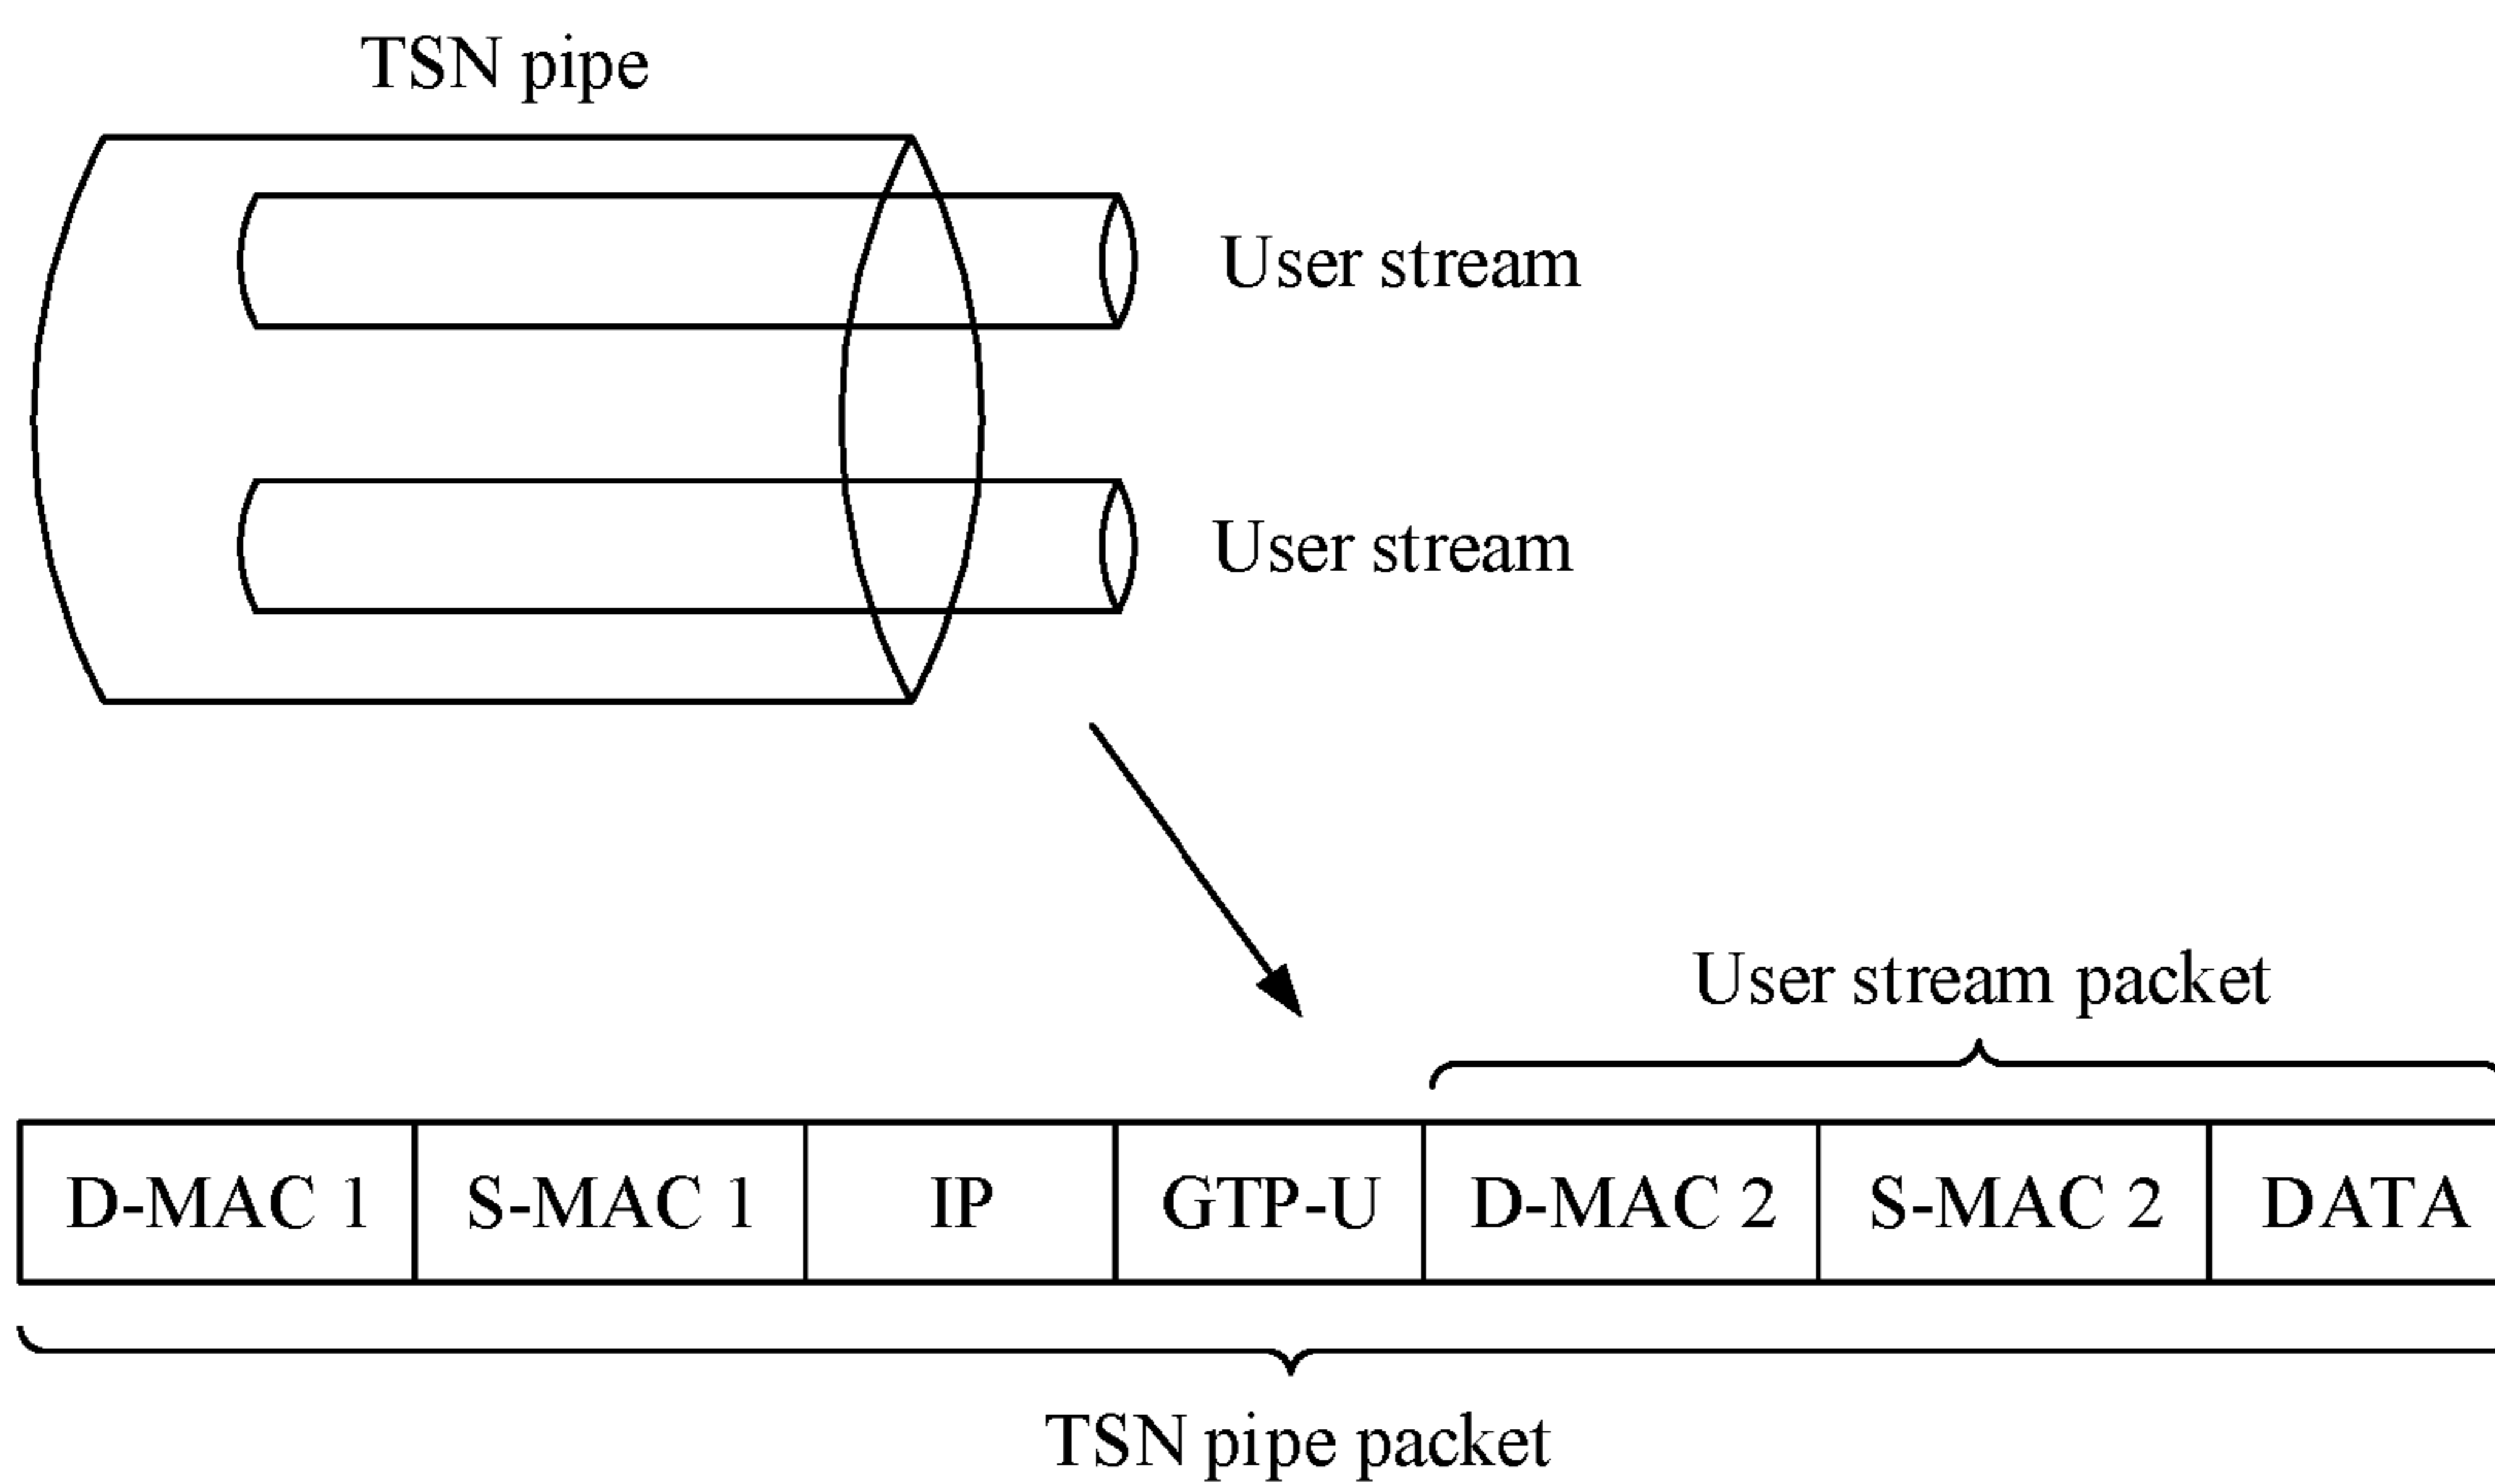 TSN pipe
User stream
User stream
User stream packet
D-MAC 1 S-MAC 1 IP GTP-U D-MAC 2 S-MAC 2 DATA
TSN pipe packet